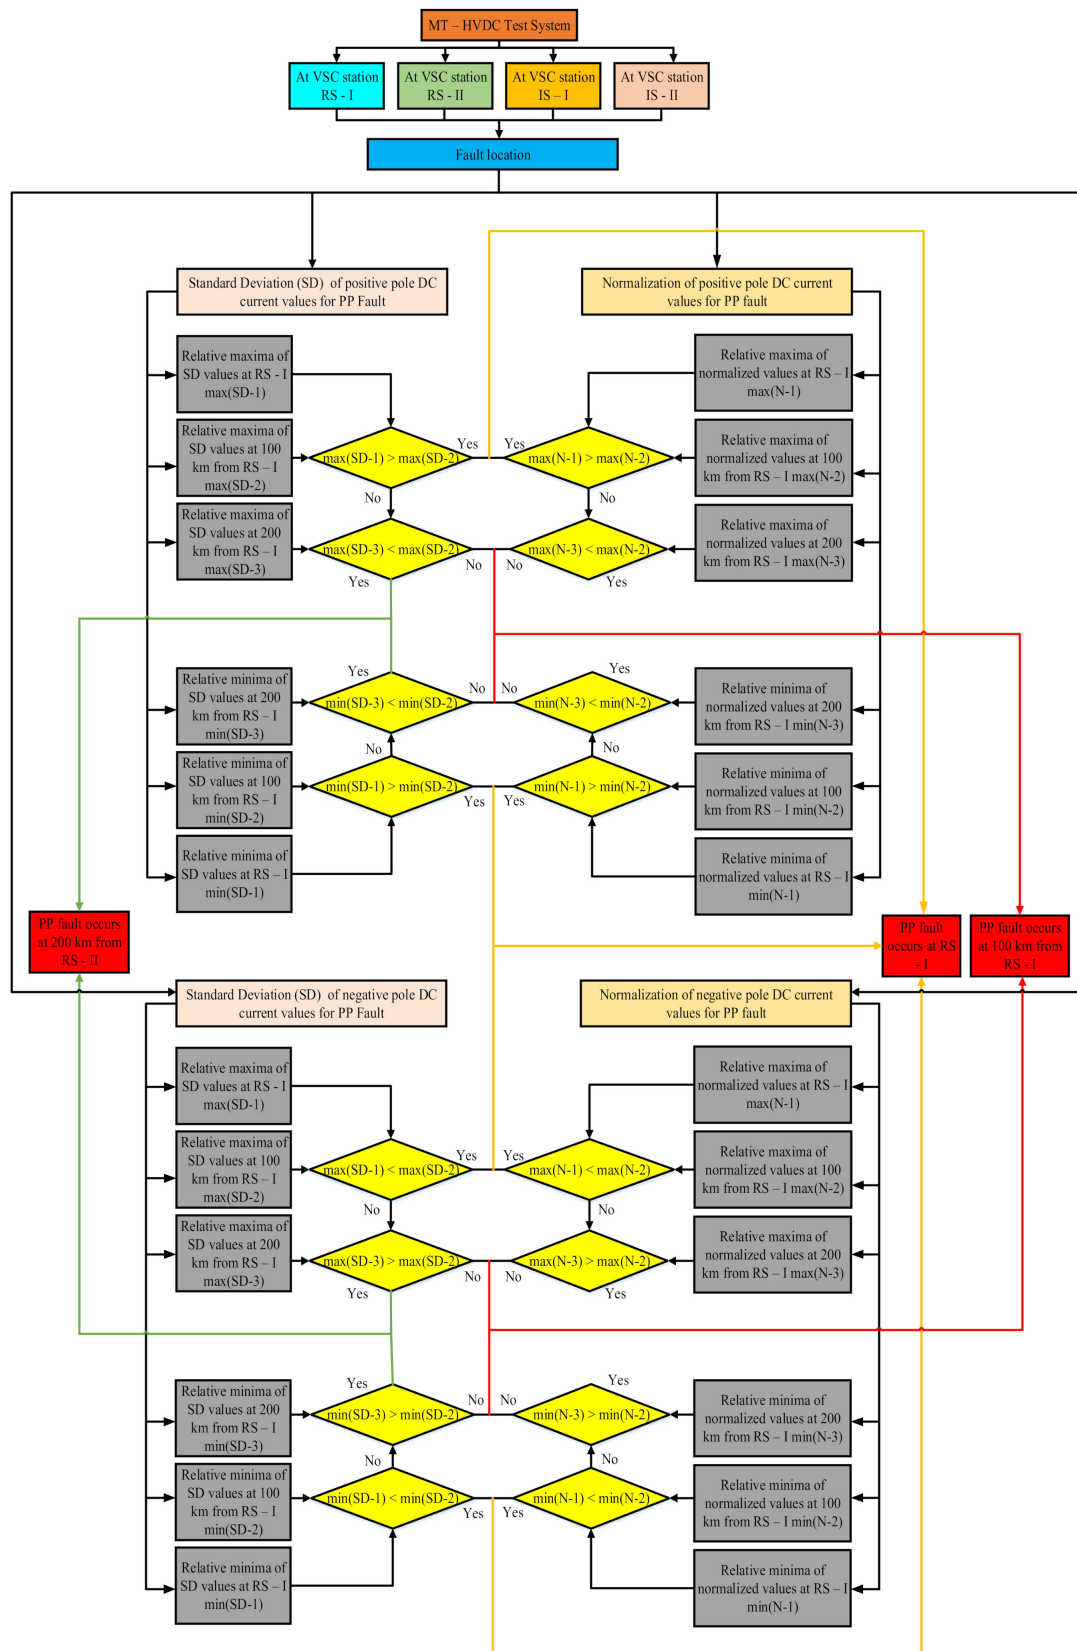 MT – HVDC Test System
At VSC station
RS - I
At VSC station
RS - II
At VSC station
IS – I
At VSC station
IS - II
Fault location
Standard Deviation (SD)  of positive pole DC
current values for PP Fault
Normalization of positive pole DC current
values for PP fault
Relative maxima of
SD values at RS - I
max(SD-1)
Relative maxima of
normalized values at RS – I
max(N-1)
Relative maxima of
SD values at 100
km from RS – I
max(SD-2)
max(SD-1) > max(SD-2)
Yes
Yes
max(N-1) > max(N-2)
Relative maxima of
normalized values at 100
km from RS – I max(N-2)
No
No
Relative maxima of
SD values at 200
km from RS – I
max(SD-3)
max(SD-3) < max(SD-2)
No
No
max(N-3) < max(N-2)
Relative maxima of
normalized values at 200
km from RS – I max(N-3)
Yes
Yes
Yes
Yes
Relative minima of
SD values at 200
km from RS – I
min(SD-3)
min(SD-3) < min(SD-2)
No
No
min(N-3) < min(N-2)
Relative minima of
normalized values at 200
km from RS – I min(N-3)
No
No
Relative minima of
SD values at 100
km from RS – I
min(SD-2)
min(SD-1) > min(SD-2)
Yes
Yes
min(N-1) > min(N-2)
Relative minima of
normalized values at 100
km from RS – I min(N-2)
Relative minima of
SD values at RS – I
min(SD-1)
Relative minima of
normalized values at RS – I
min(N-1)
PP fault occurs
at 200 km from
RS - II
PP fault
occurs at RS
- I
PP fault occurs
at 100 km from
RS - I
Standard Deviation (SD)  of negative pole DC
current values for PP Fault
Normalization of negative pole DC current
values for PP fault
Relative maxima of
SD values at RS - I
max(SD-1)
Relative maxima of
normalized values at RS – I
max(N-1)
Relative maxima of
SD values at 100
km from RS – I
max(SD-2)
max(SD-1) < max(SD-2)
Yes
Yes
max(N-1) < max(N-2)
Relative maxima of
normalized values at 100
km from RS – I max(N-2)
No
No
Relative maxima of
SD values at 200
km from RS – I
max(SD-3)
max(SD-3) > max(SD-2)
No
No
max(N-3) > max(N-2)
Relative maxima of
normalized values at 200
km from RS – I max(N-3)
Yes
Yes
Yes
Yes
Relative minima of
SD values at 200
km from RS – I
min(SD-3)
min(SD-3) > min(SD-2)
No
No
min(N-3) > min(N-2)
Relative minima of
normalized values at 200
km from RS – I min(N-3)
No
No
Relative minima of
SD values at 100
km from RS – I
min(SD-2)
min(SD-1) < min(SD-2)
Yes
Yes
min(N-1) < min(N-2)
Relative minima of
normalized values at 100
km from RS – I min(N-2)
Relative minima of
SD values at RS – I
min(SD-1)
Relative minima of
normalized values at RS – I
min(N-1)